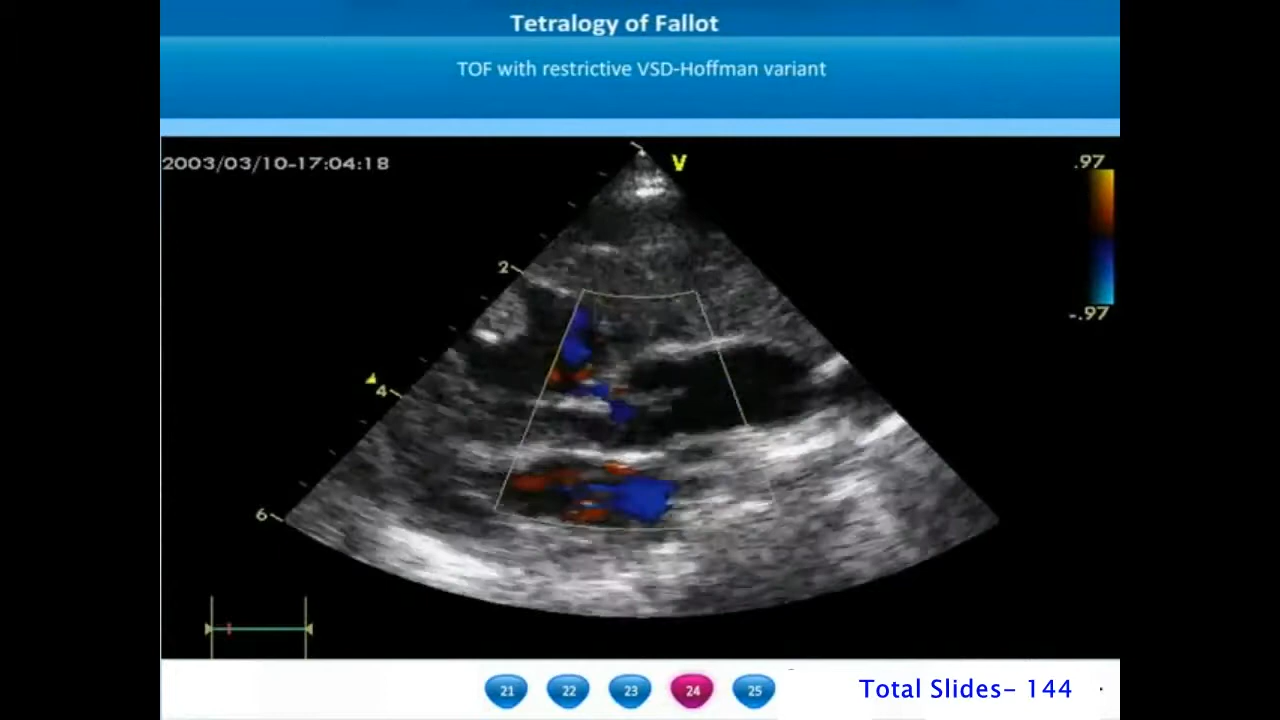 Tetralogy of Fallot
TOF with restrictive VSD-Hoffman variant
2003/03/10-17:04:18
V
.97
2
-.97
4
6
21 22 23 24 25
Total Slides- 144